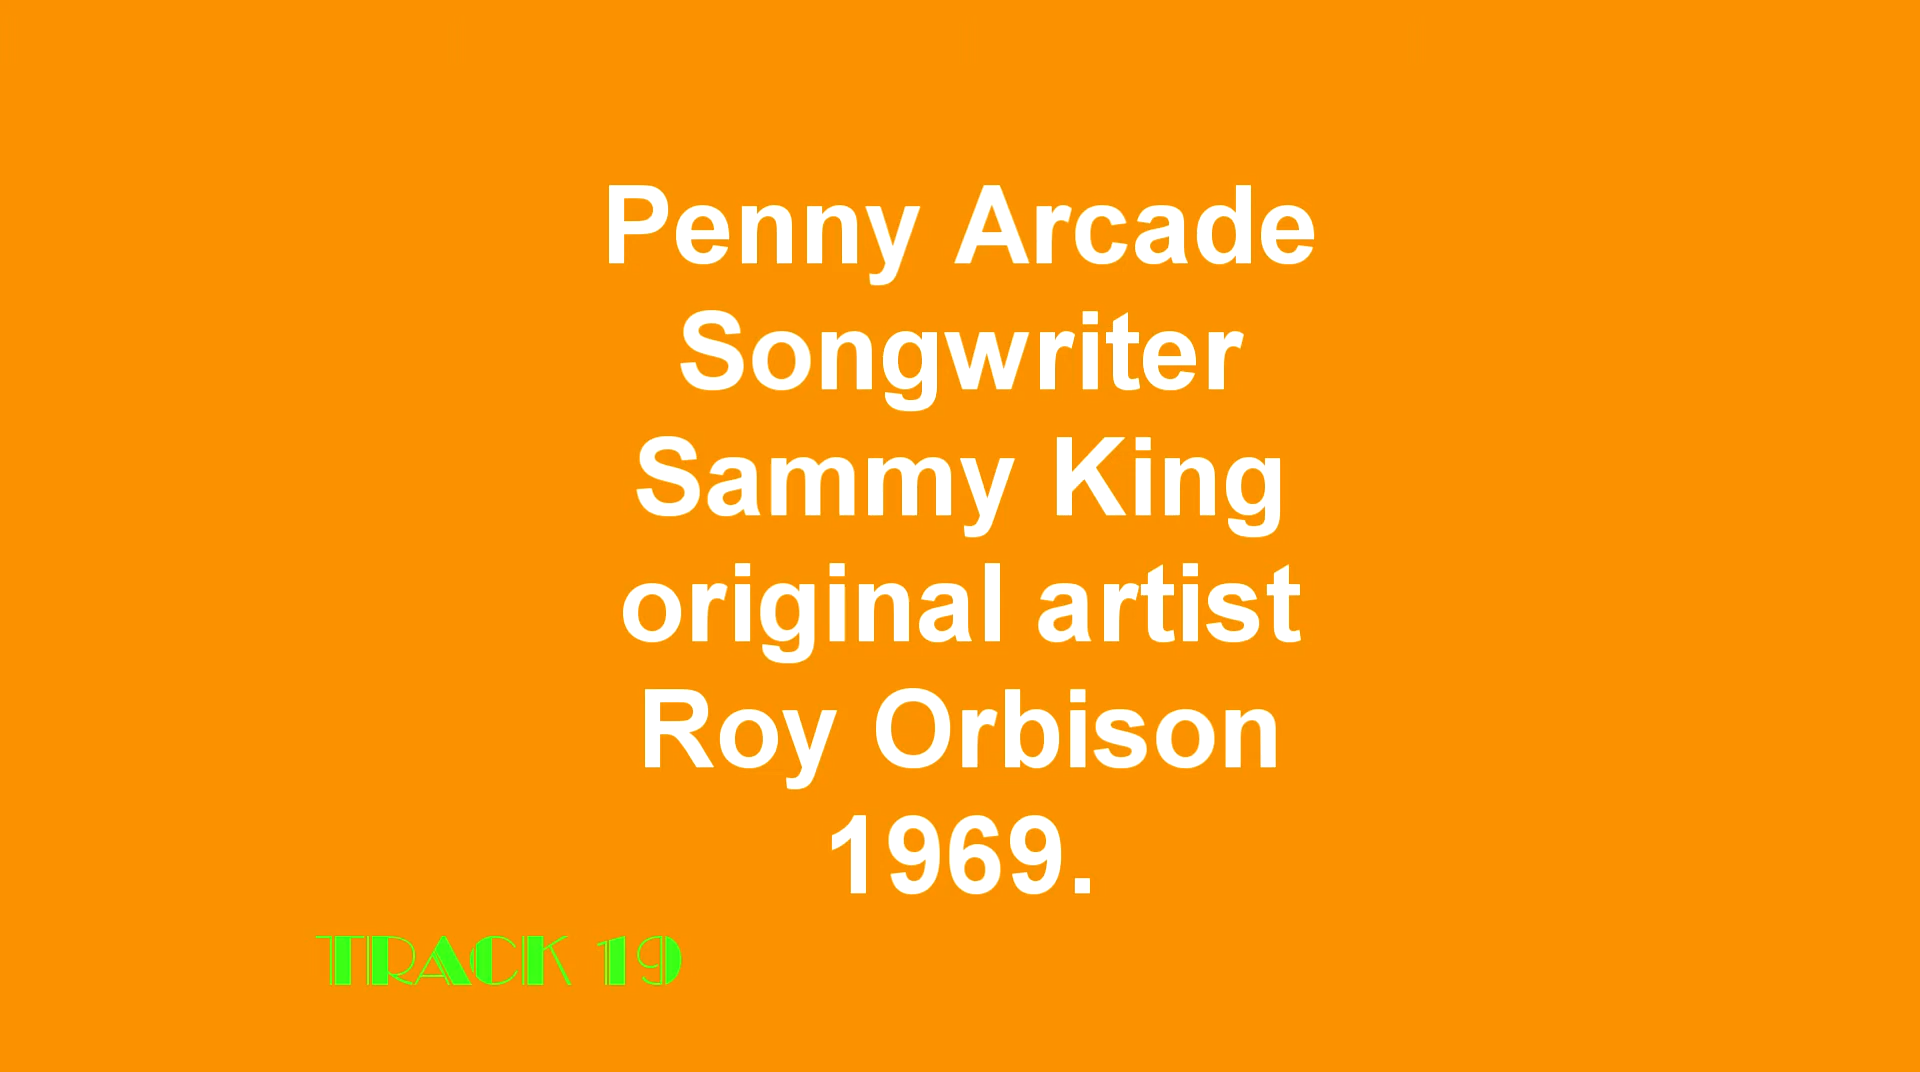 Penny Arcade
Songwriter
Sammy King
original artist
Roy Orbison
1969.
TRACK 19